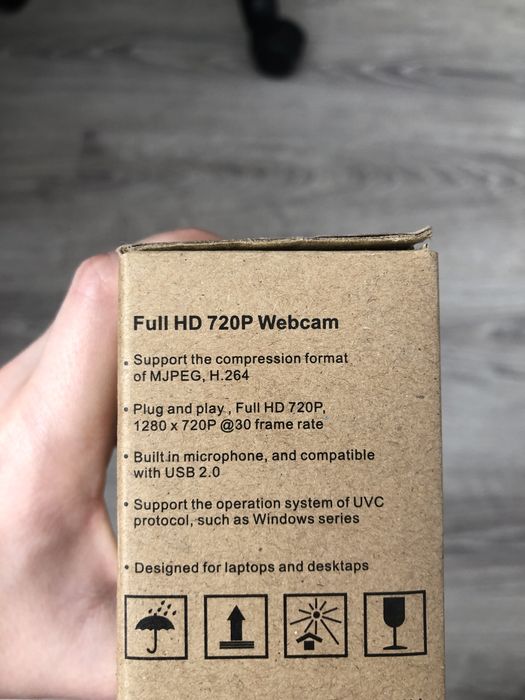 Full HD 720P Webcam
• Support the compression format
of MJPEG, H.264
• Plug and play , Full HD 720P,
1280 x 720P @30 frame rate
• Built.in microphone, and compatible
with USB 2.0
• Support the operation system of UVC
protocol, such as Windows series
• Designed for laptops and desktaps